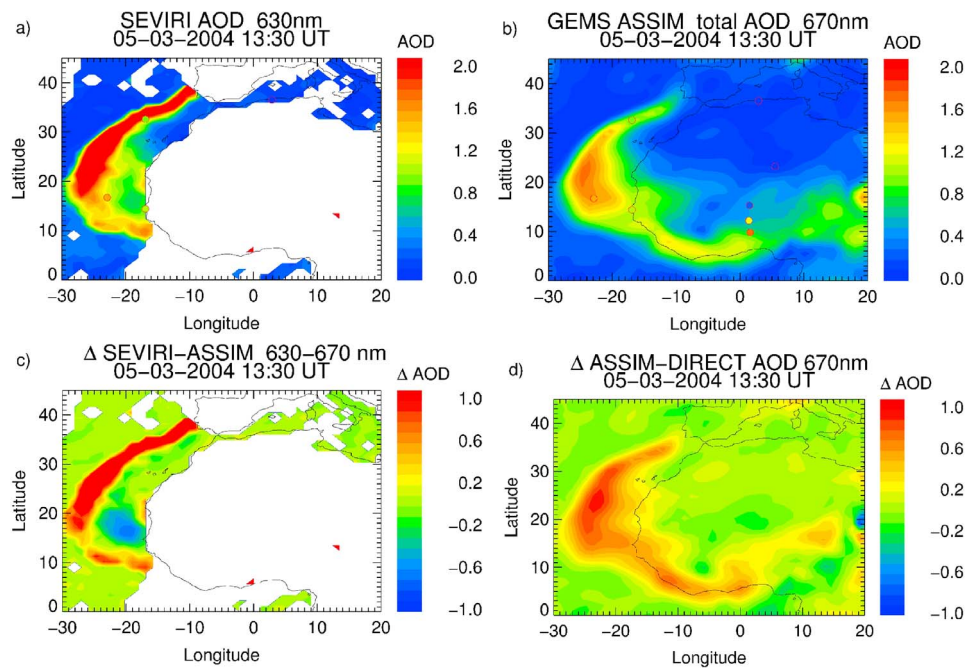 a)
SEVIRI AOD 630nm
05-03-2004 13:30 UT
AOD
40
30
20
10
0
Latitude
-30 -20 -10 0 10 20
Longitude
2.0
1.6
1.2
0.8
0.4
0.0
b)
GEMS ASSIM total AOD 670nm
05-03-2004 13:30 UT
AOD
40
30
20
10
0
Latitude
-30 -20 -10 0 10 20
Longitude
2.0
1.6
1.2
0.8
0.4
0.0
c)
Δ SEVIRI-ASSIM 630-670 nm
05-03-2004 13:30 UT
Δ AOD
40
30
20
10
0
Latitude
-30 -20 -10 0 10 20
Longitude
1.0
0.6
0.2
-0.2
-0.6
-1.0
d)
Δ ASSIM-DIRECT AOD 670nm
05-03-2004 13:30 UT
Δ AOD
40
30
20
10
0
Latitude
-30 -20 -10 0 10 20
Longitude
1.0
0.6
0.2
-0.2
-0.6
-1.0